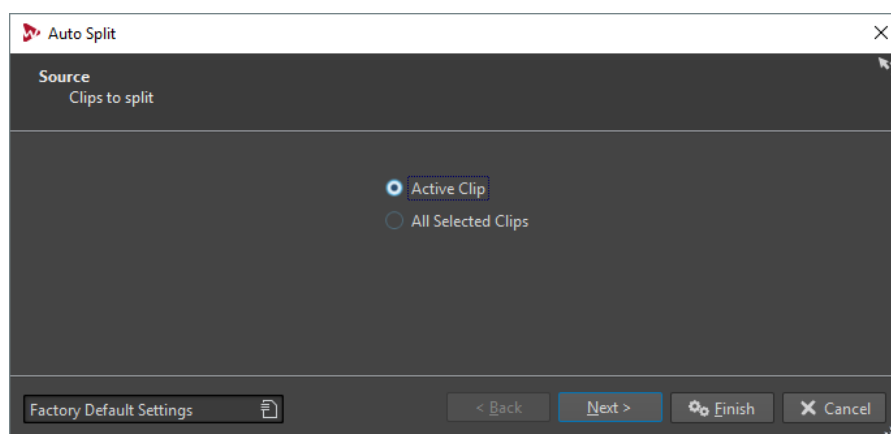 Auto Split
Source
Clips to split
Active Clip
All Selected Clips
Factory Default Settings
< Back
Next >
Finish
Cancel